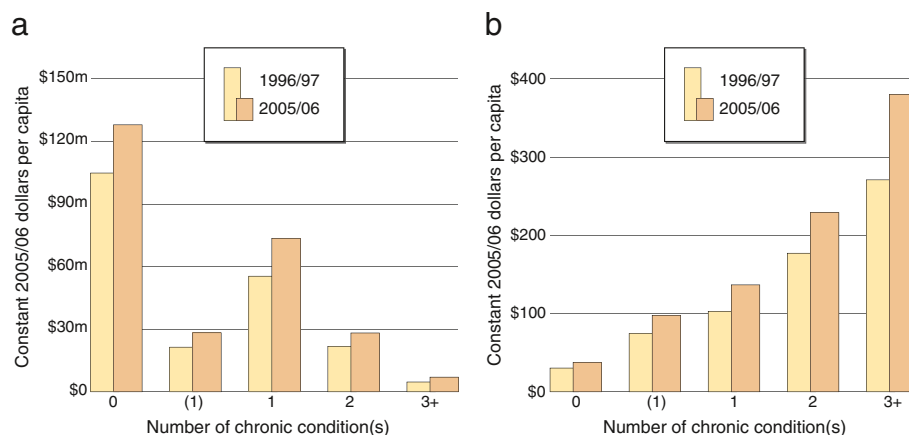 a
Constant 2005/06 dollars per capita
$150m
$120m
$90m
$60m
$30m
$0
1996/97
2005/06
0 (1) 1 2 3+
Number of chronic condition(s)
b
Constant 2005/06 dollars per capita
$400
$300
$200
$100
$0
1996/97
2005/06
0 (1) 1 2 3+
Number of chronic condition(s)